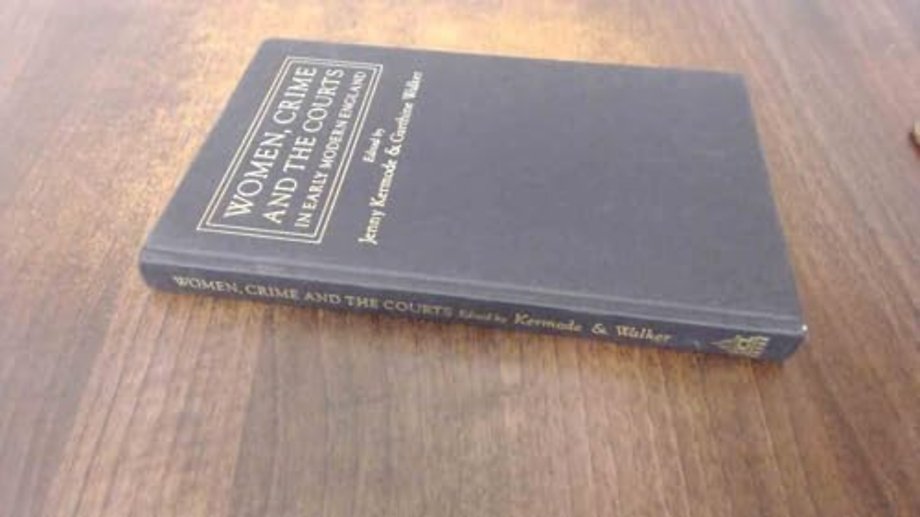 WOMEN, CRIME
AND THE COURTS
IN EARLY MODERN ENGLAND
Edited by
Jenny Kermode & Garthine Walker
WOMEN, CRIME AND THE COURTS Edited by Kermode & Walker